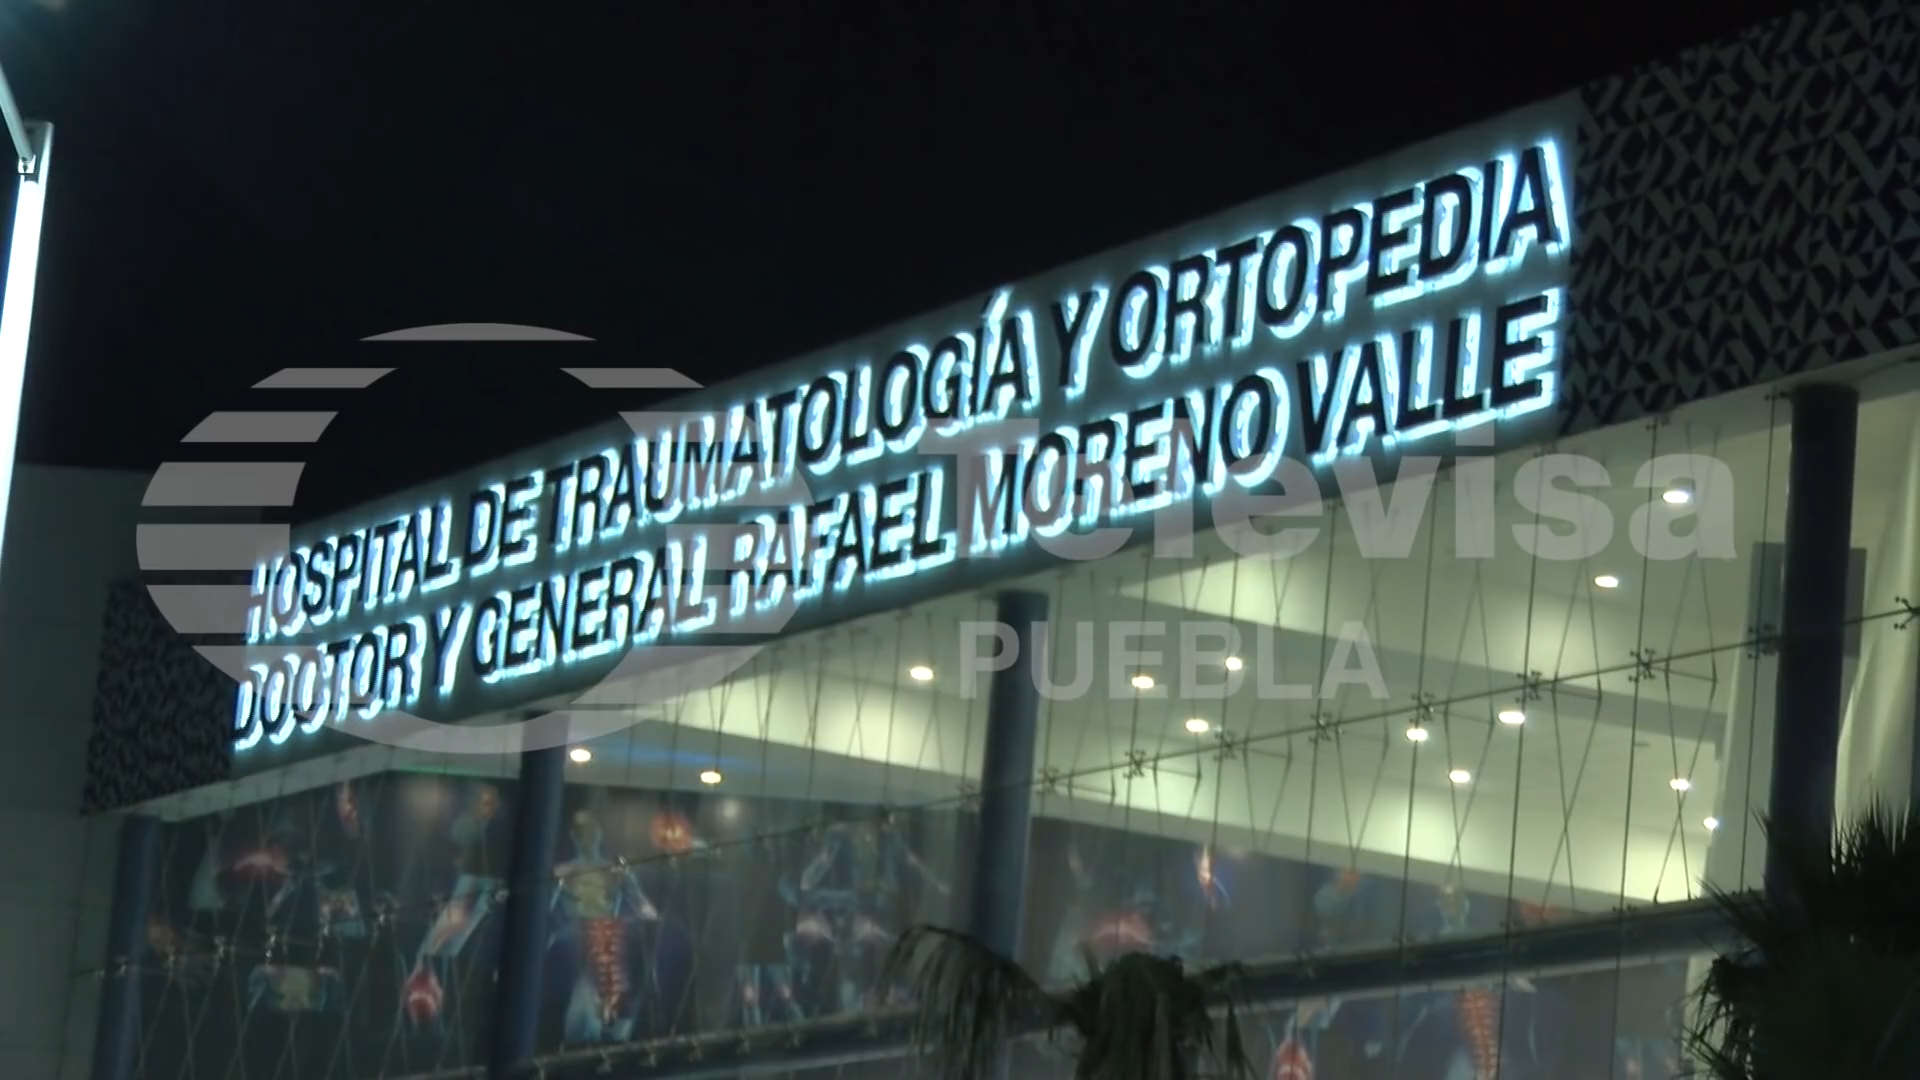 HOSPITAL DE TRAUMATOLOGÍA Y ORTOPEDIA
DOCTOR Y GENERAL RAFAEL MORENO VALLE
Televisa
PUEBLA